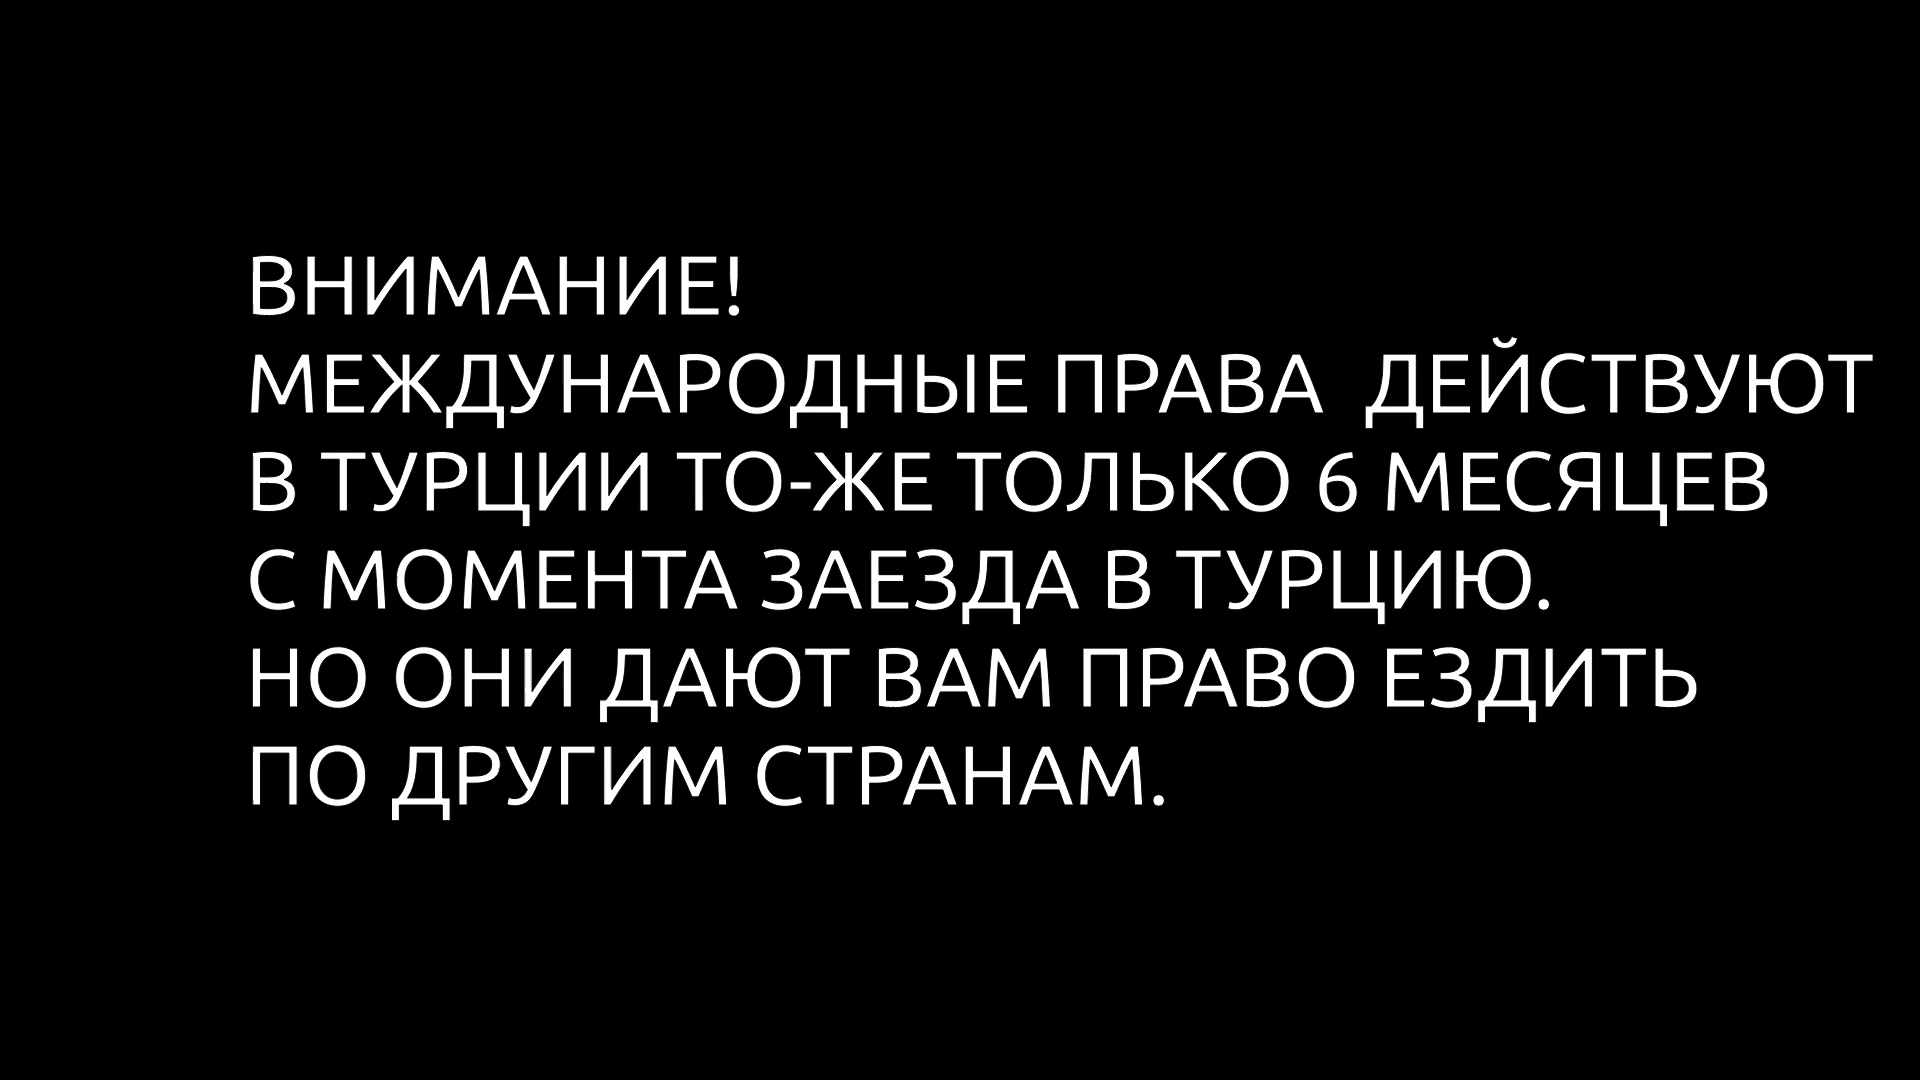 ВНИМАНИЕ!
МЕЖДУНАРОДНЫЕ ПРАВА  ДЕЙСТВУЮТ
В ТУРЦИИ ТО-ЖЕ ТОЛЬКО 6 МЕСЯЦЕВ
С МОМЕНТА ЗАЕЗДА В ТУРЦИЮ.
НО ОНИ ДАЮТ ВАМ ПРАВО ЕЗДИТЬ
ПО ДРУГИМ СТРАНАМ.